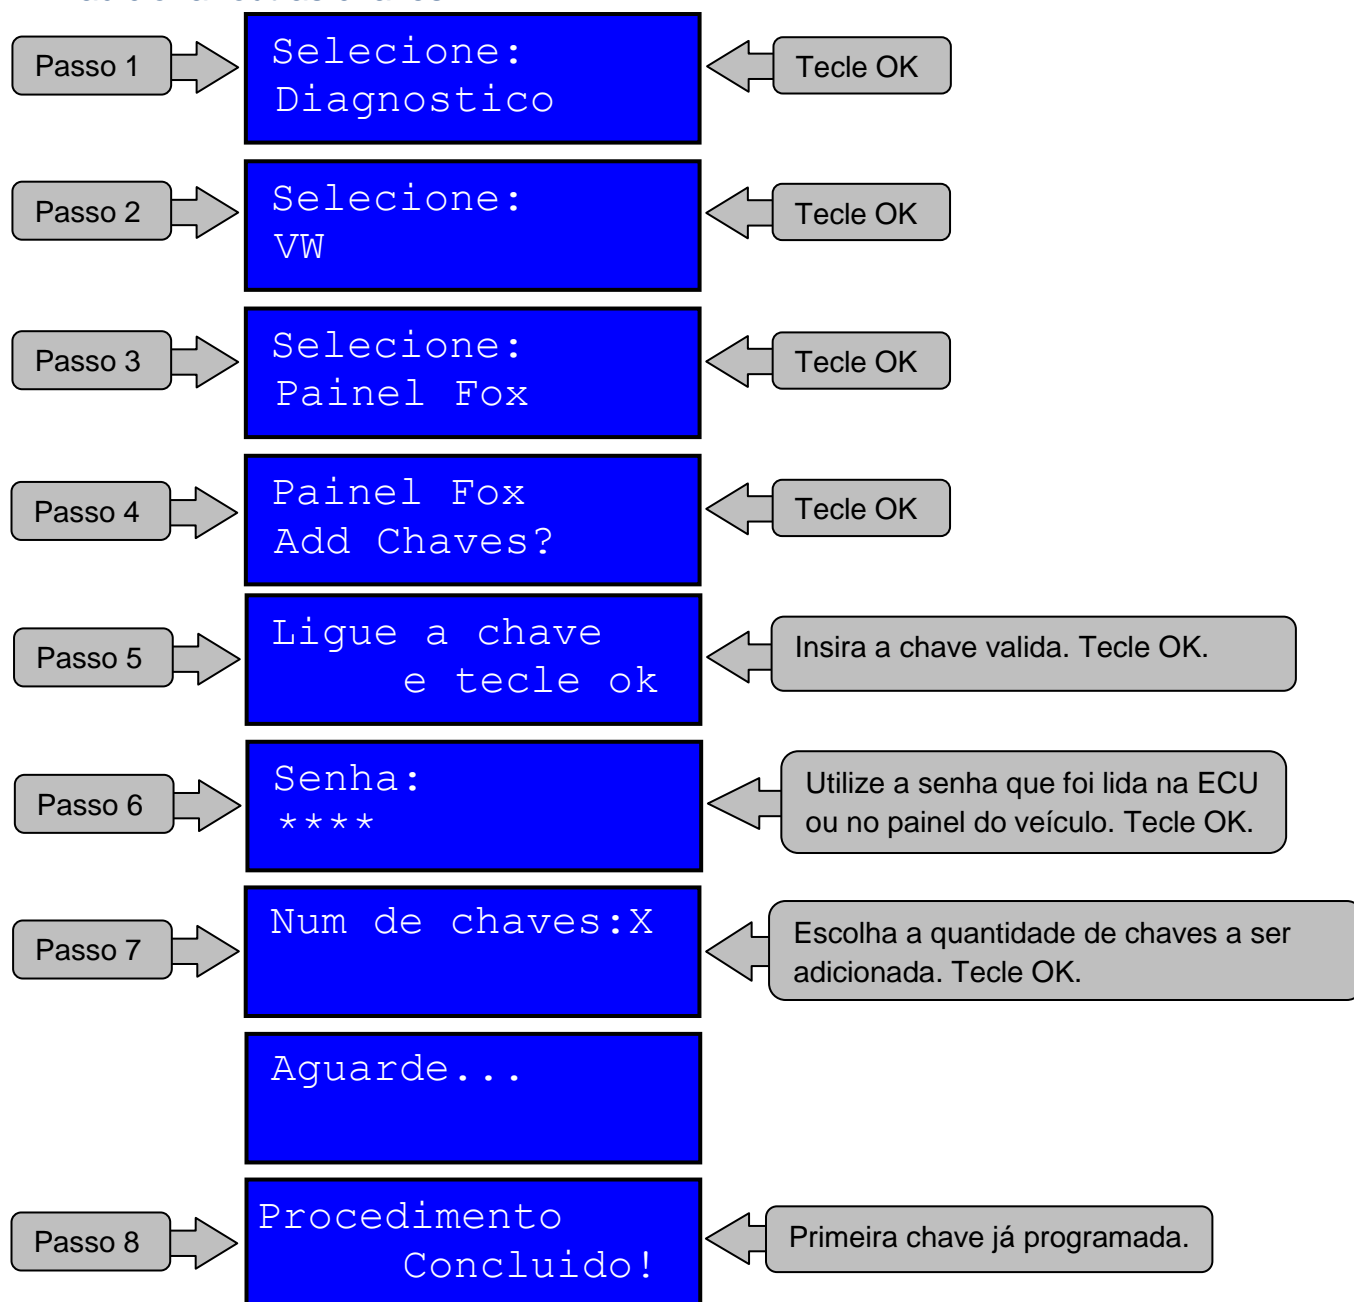 Passo 1
Selecione:
Diagnostico
Tecle OK
Passo 2
Selecione:
VW
Tecle OK
Passo 3
Selecione:
Painel Fox
Tecle OK
Passo 4
Painel Fox
Add Chaves?
Tecle OK
Passo 5
Ligue a chave
e tecle ok
Insira a chave valida. Tecle OK.
Passo 6
Senha:
****
Utilize a senha que foi lida na ECU
ou no painel do veículo. Tecle OK.
Passo 7
Num de chaves:X
Escolha a quantidade de chaves a ser
adicionada. Tecle OK.
Aguarde...
Passo 8
Procedimento
Concluido!
Primeira chave já programada.